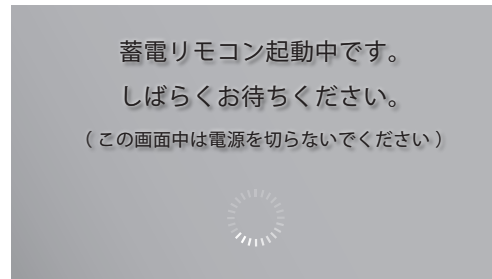 蓄電リモコン起動中です。
しばらくお待ちください。
（この画面中は電源を切らないでください）